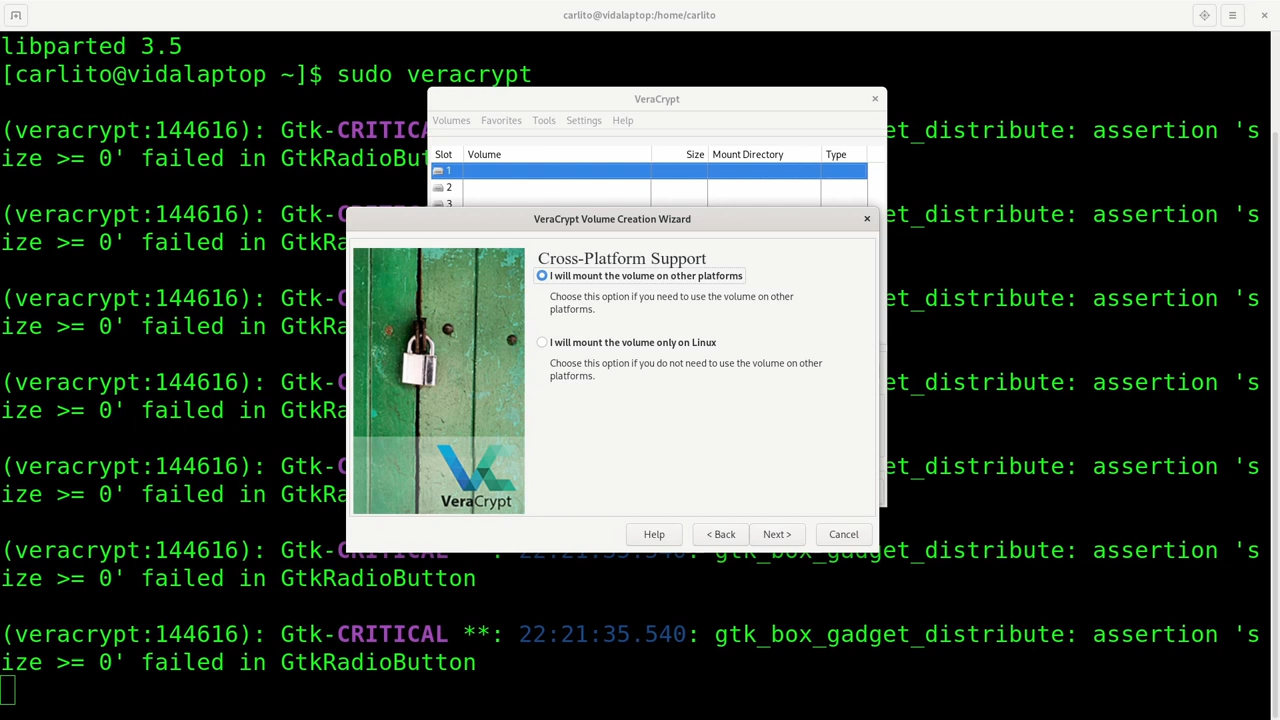 carlito@vidalaptop:/home/carlito
libparted 3.5
[carlito@vidalaptop ~]$ sudo veracrypt
VeraCrypt
Volumes Favorites Tools Settings Help
Slot Volume Size Mount Directory Type
1
2
3
(veracrypt:144616): Gtk-CRITICA et_distribute: assertion 's
ize >= 0' failed in GtkRadioBut
(veracrypt:144616): Gtk- et_distribute: assertion 's
ize >= 0' failed in GtkRa
(veracrypt:144616): Gtk- et_distribute: assertion 's
ize >= 0' failed in GtkRa
(veracrypt:144616): Gtk- et_distribute: assertion 's
ize >= 0' failed in GtkRa
(veracrypt:144616): Gtk- et_distribute: assertion 's
ize >= 0' failed in GtkRa
VeraCrypt Volume Creation Wizard
Cross-Platform Support
I will mount the volume on other platforms
Choose this option if you need to use the volume on other
platforms.
I will mount the volume only on Linux
Choose this option if you do not need to use the volume on other
platforms.
VeraCrypt
Help < Back Next > Cancel
(veracrypt:144616): Gtk-CRITICAL **: 22:21:35.540: gtk_box_gadget_distribute: assertion 's
ize >= 0' failed in GtkRadioButton
(veracrypt:144616): Gtk-CRITICAL **: 22:21:35.540: gtk_box_gadget_distribute: assertion 's
ize >= 0' failed in GtkRadioButton